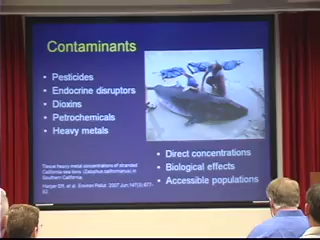 Contaminants
• Pesticides
• Endocrine disruptors
• Dioxins
• Petrochemicals
• Heavy metals
• Direct concentrations
• Biological effects
• Accessible populations
Tissue heavy metal concentrations of stranded
California sea lions (Zalophus californianus) in
Southern California.
Harper ER, et al. Environ Pollut. 2007 Jun;147(3):677-
82